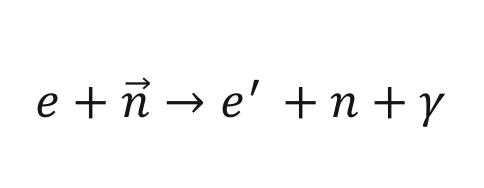 e + n⃗ → e′ + n + γ